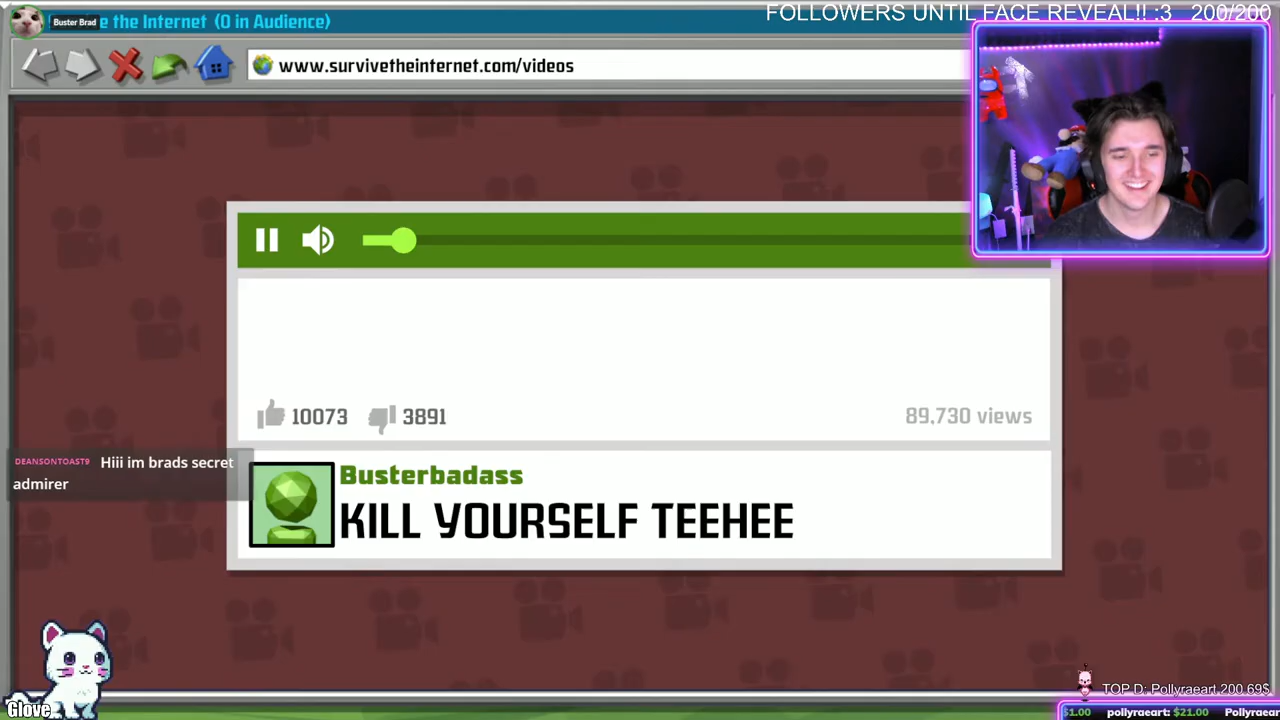 FOLLOWERS UNTIL FACE REVEAL!! :3 200/200
Buster Brad
e the Internet (0 in Audience)
www.survivetheinternet.com/videos
10073
3891
89,730 views
DEANSONTOAST9 Hiii im brads secret
admirer
Busterbadass
KILL YOURSELF TEEHEE
Glove
TOP D: Pollyraeart 200.69$
$1.00 pollyraeart: $21.00 Pollyraear